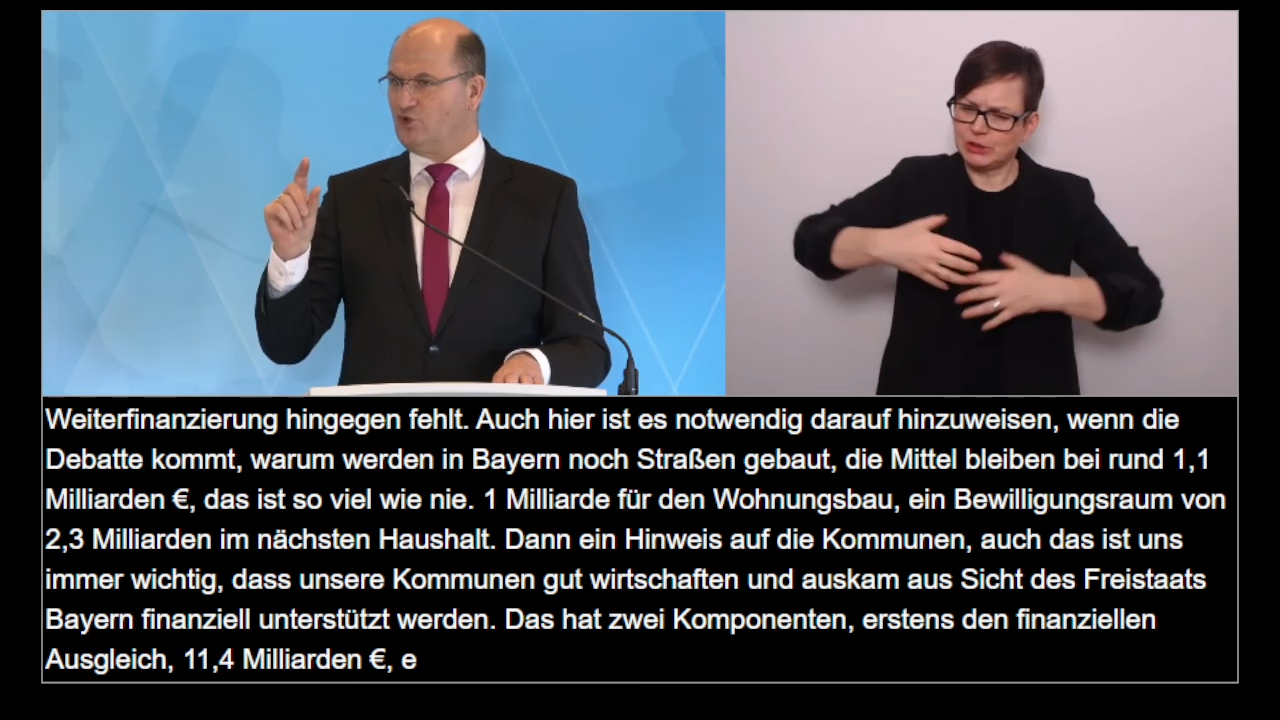 Weiterfinanzierung hingegen fehlt. Auch hier ist es notwendig darauf hinzuweisen, wenn die
Debatte kommt, warum werden in Bayern noch Straßen gebaut, die Mittel bleiben bei rund 1,1
Milliarden €, das ist so viel wie nie. 1 Milliarde für den Wohnungsbau, ein Bewilligungsraum von
2,3 Milliarden im nächsten Haushalt. Dann ein Hinweis auf die Kommunen, auch das ist uns
immer wichtig, dass unsere Kommunen gut wirtschaften und auskam aus Sicht des Freistaats
Bayern finanziell unterstützt werden. Das hat zwei Komponenten, erstens den finanziellen
Ausgleich, 11,4 Milliarden €, e